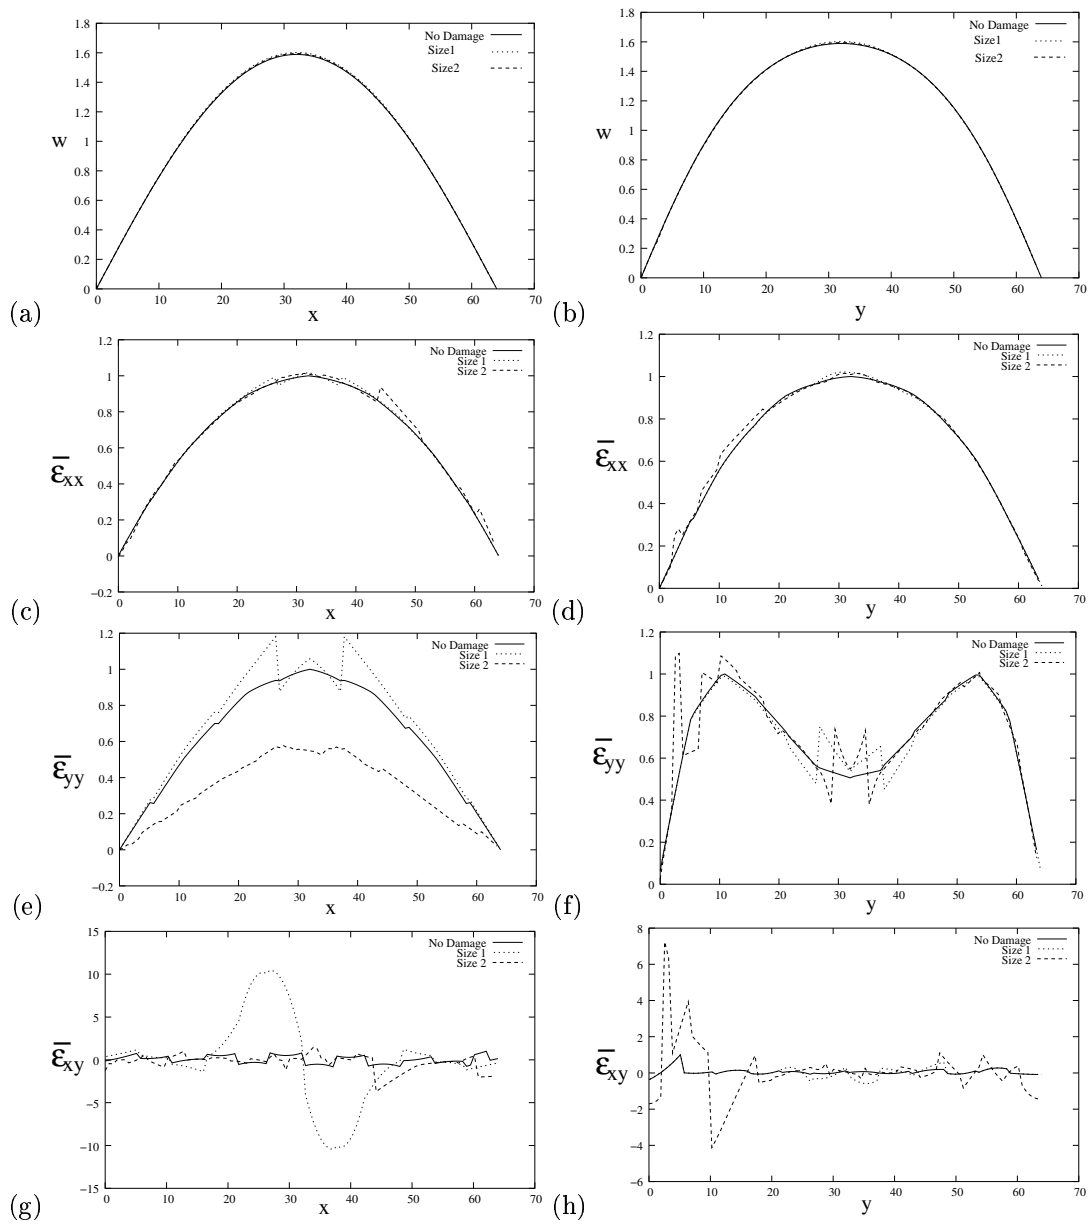 1.8
1.6
1.4
1.2
1
0.8
0.6
0.4
0.2
0
w
0 10 20 30 40 50 60 70
x
No Damage
Size1
Size2
(a)
1.8
1.6
1.4
1.2
1
0.8
0.6
0.4
0.2
0
w
0 10 20 30 40 50 60 70
y
No Damage
Size1
Size2
(b)
1.2
1
0.8
0.6
0.4
0.2
0
−0.2
ε̄xx
0 10 20 30 40 50 60 70
x
No Damage
Size 1
Size 2
(c)
1.2
1
0.8
0.6
0.4
0.2
0
ε̄xx
0 10 20 30 40 50 60 70
y
No Damage
Size 1
Size 2
(d)
1.2
1
0.8
0.6
0.4
0.2
0
−0.2
ε̄yy
0 10 20 30 40 50 60 70
x
No Damage
Size 1
Size 2
(e)
1.2
1
0.8
0.6
0.4
0.2
0
ε̄yy
0 10 20 30 40 50 60 70
y
No Damage
Size 1
Size 2
(f)
15
10
5
0
−5
−10
−15
ε̄xy
0 10 20 30 40 50 60 70
x
No Damage
Size 1
Size 2
(g)
8
6
4
2
0
−2
−4
−6
ε̄xy
0 10 20 30 40 50 60 70
y
No Damage
Size 1
Size 2
(h)